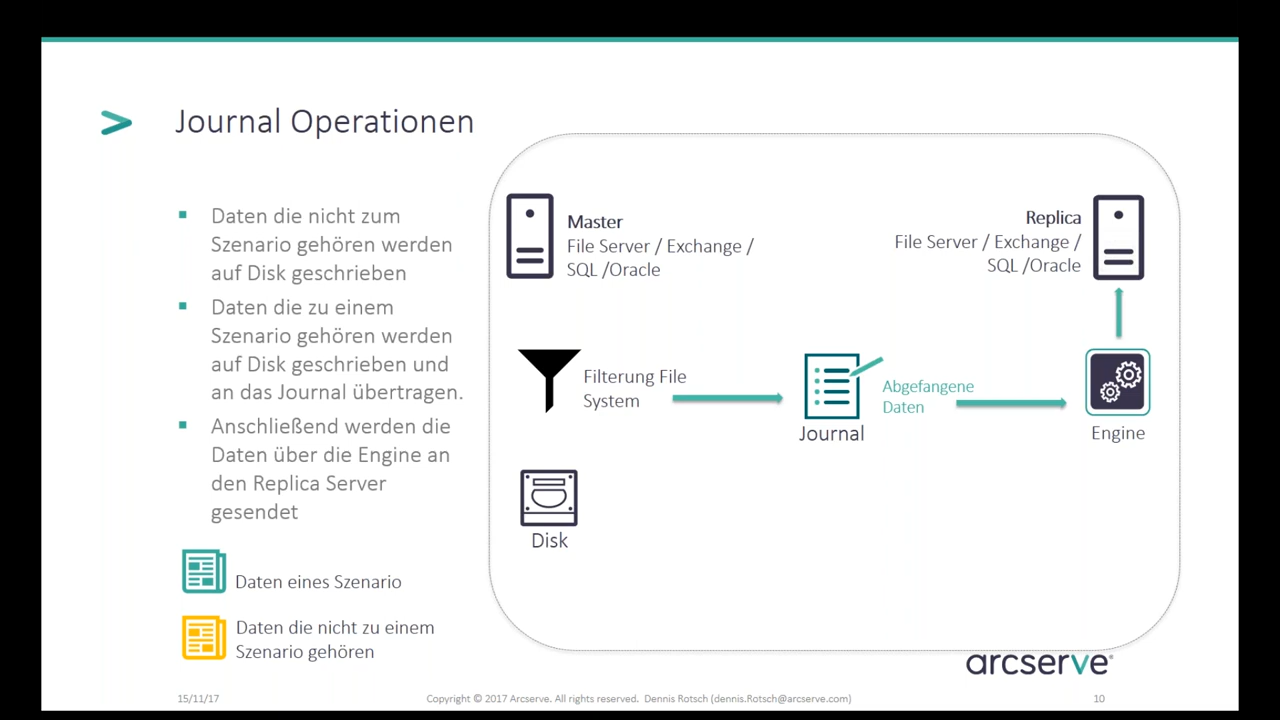 Journal Operationen
Daten die nicht zum
Szenario gehören werden
auf Disk geschrieben
Daten die zu einem
Szenario gehören werden
auf Disk geschrieben und
an das Journal übertragen.
Anschließend werden die
Daten über die Engine an
den Replica Server
gesendet
Daten eines Szenario
Daten die nicht zu einem
Szenario gehören
Master
File Server / Exchange /
SQL /Oracle
Replica
File Server / Exchange /
SQL /Oracle
Filterung File
System
Journal
Abgefangene
Daten
Engine
Disk
arcserve®
15/11/17
Copyright © 2017 Arcserve. All rights reserved. Dennis Rotsch (dennis.Rotsch@arcserve.com)
10